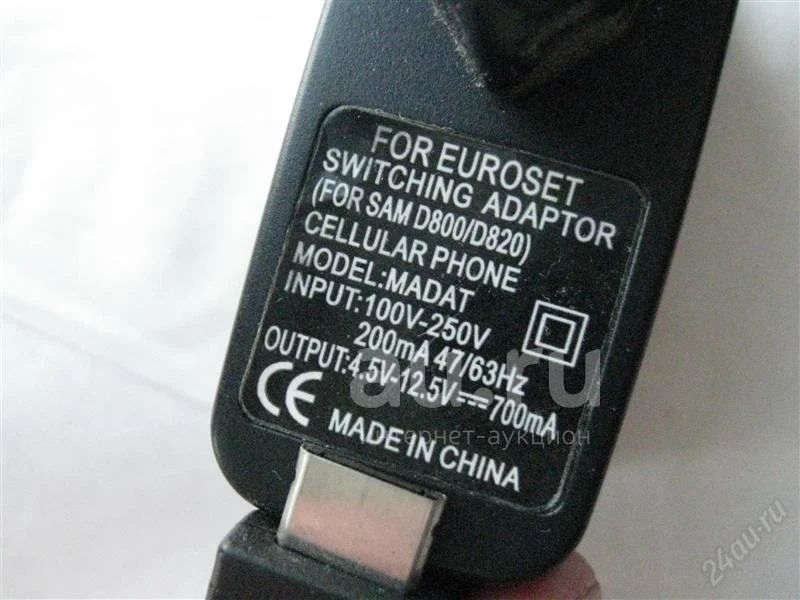 FOR EUROSET
SWITCHING ADAPTOR
(FOR SAM D800/D820)
CELLULAR PHONE
MODEL:MADAT
INPUT:100V-250V
200mA 47/63Hz
OUTPUT:4.5V-12.5V⎓700mA
CE
MADE IN CHINA
au.ru
интернет-аукцион
24au.ru